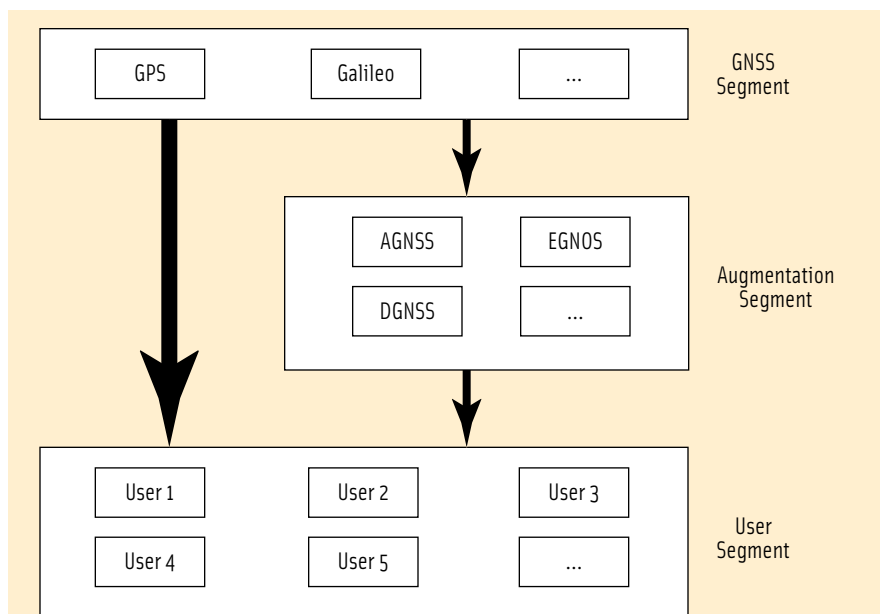 GPS
Galileo
...
GNSS
Segment
AGNSS
EGNOS
DGNSS
...
Augmentation
Segment
User 1
User 2
User 3
User 4
User 5
...
User
Segment